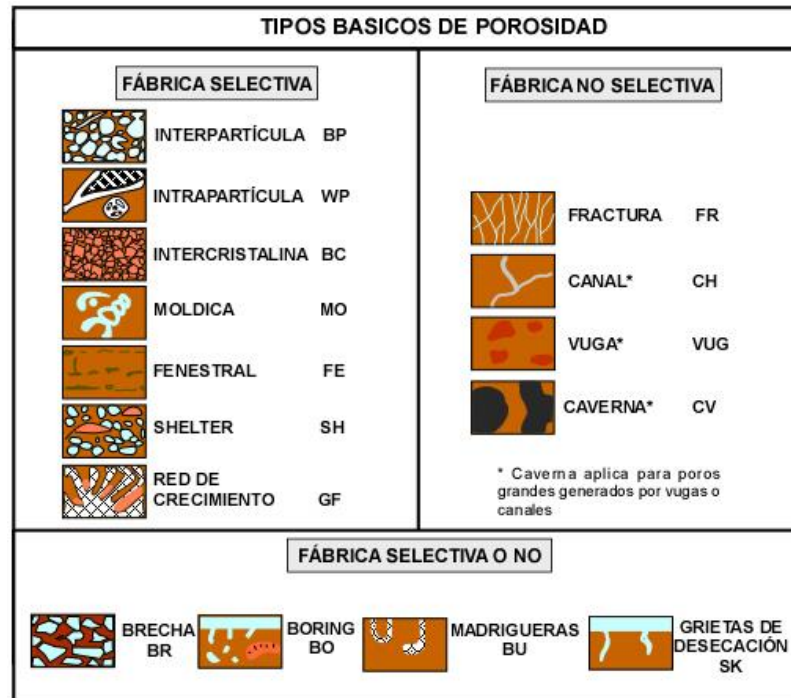 TIPOS BASICOS DE POROSIDAD
FÁBRICA SELECTIVA
INTERPARTÍCULA BP
INTRAPARTÍCULA WP
INTERCRISTALINA BC
MOLDICA MO
FENESTRAL FE
SHELTER SH
RED DE
CRECIMIENTO GF
FÁBRICA NO SELECTIVA
FRACTURA FR
CANAL* CH
VUGA* VUG
CAVERNA* CV
* Caverna aplica para poros
grandes generados por vugas o
canales
FÁBRICA SELECTIVA O NO
BRECHA
BR
BORING
BO
MADRIGUERAS
BU
GRIETAS DE
DESECACIÓN
SK